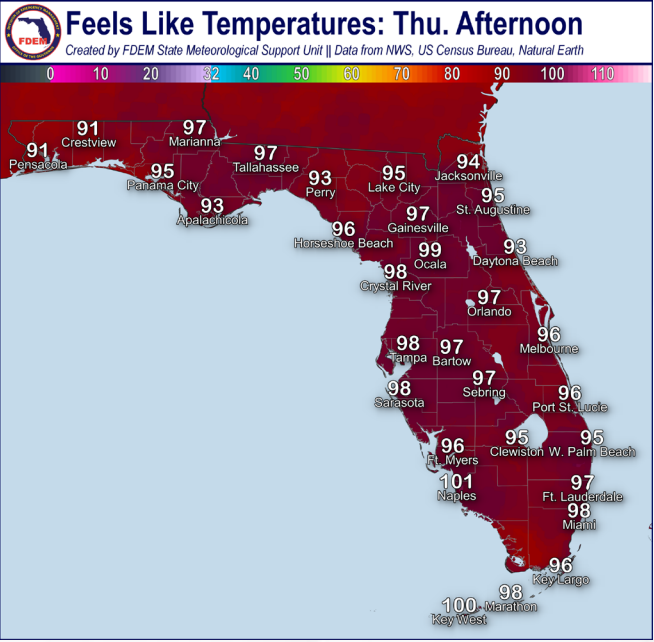 Feels Like Temperatures: Thu. Afternoon
FDEM
Created by FDEM State Meteorological Support Unit || Data from NWS, US Census Bureau, Natural Earth
0 10 20 32 40 50 60 70 80 90 100 110
91
Crestview
97
Marianna
91
Pensacola
97
Tallahassee
95
Panama City
93
Perry
95
Lake City
94
Jacksonville
93
Apalachicola
95
St. Augustine
97
Gainesville
96
Horseshoe Beach
99
Ocala
93
Daytona Beach
98
Crystal River
97
Orlando
96
Melbourne
98
Tampa
97
Bartow
97
Sebring
98
Sarasota
96
Port St. Lucie
96
Ft. Myers
95
Clewiston
95
W. Palm Beach
101
Naples
97
Ft. Lauderdale
98
Miami
96
Key Largo
98
Marathon
100
Key West